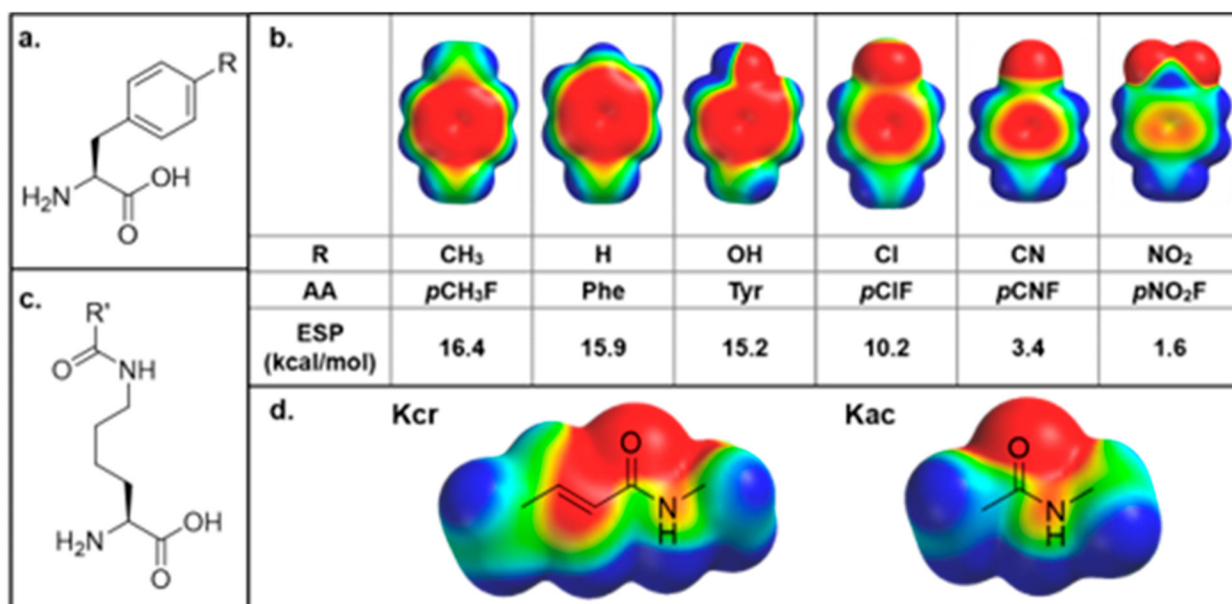 a.
R
H₂N
OH
O
b.
R CH₃ H OH Cl CN NO₂
AA pCH₃F Phe Tyr pClF pCNF pNO₂F
ESP
(kcal/mol) 16.4 15.9 15.2 10.2 3.4 1.6
c.
R'
O
NH
H₂N
OH
O
d.
Kcr
O
N
H
Kac
O
N
H